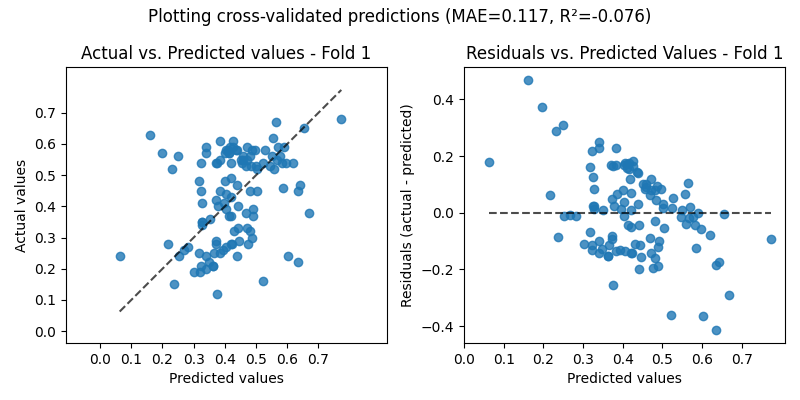 Plotting cross-validated predictions (MAE=0.117, R²=-0.076)
Actual vs. Predicted values - Fold 1
Actual values
0.7
0.6
0.5
0.4
0.3
0.2
0.1
0.0
0.0 0.1 0.2 0.3 0.4 0.5 0.6 0.7
Predicted values
Residuals vs. Predicted Values - Fold 1
Residuals (actual - predicted)
0.4
0.2
0.0
−0.2
−0.4
0.0 0.1 0.2 0.3 0.4 0.5 0.6 0.7
Predicted values